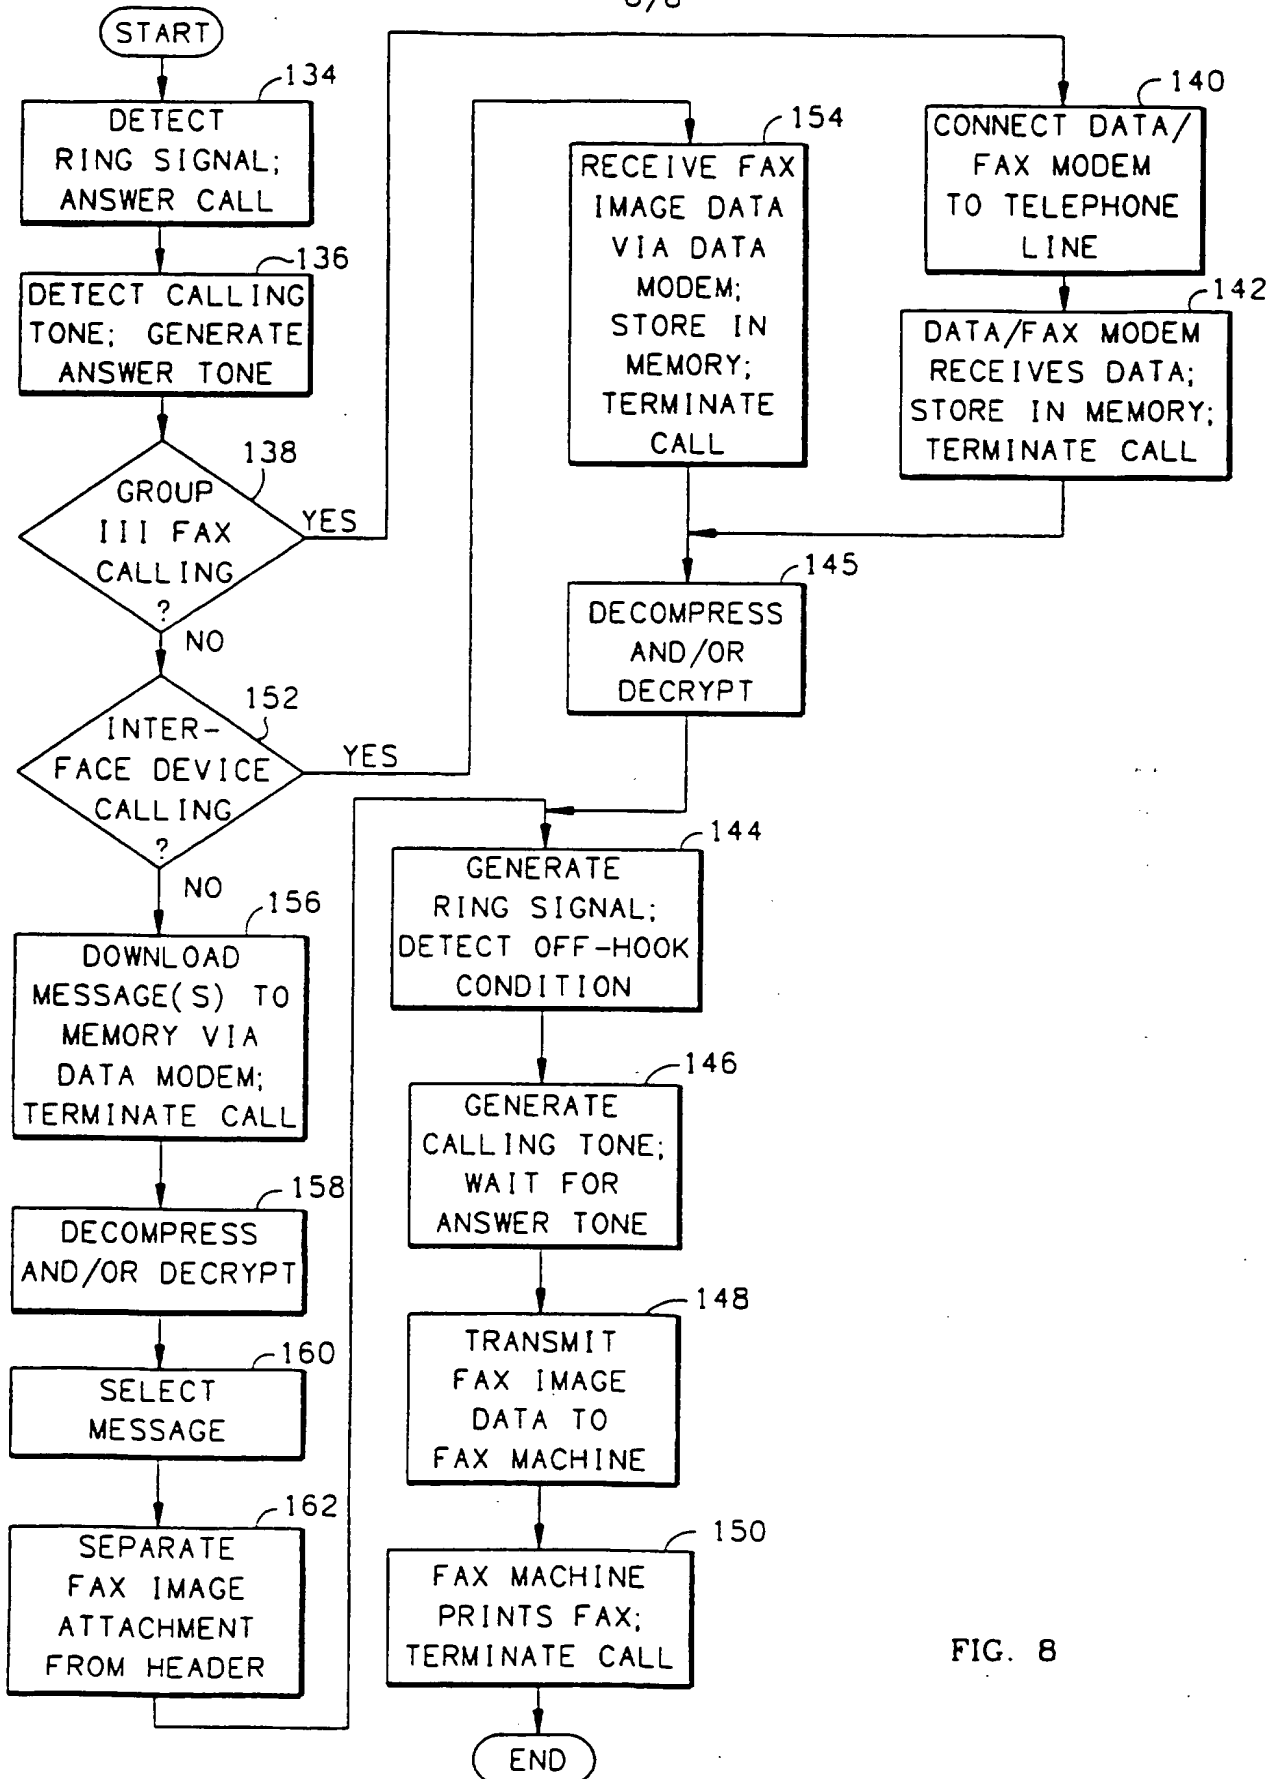 START
134
DETECT
RING SIGNAL;
ANSWER CALL
136
DETECT CALLING
TONE; GENERATE
ANSWER TONE
138
GROUP
III FAX
CALLING
?
YES
NO
152
INTER-
FACE DEVICE
CALLING
?
YES
NO
156
DOWNLOAD
MESSAGE(S) TO
MEMORY VIA
DATA MODEM;
TERMINATE CALL
158
DECOMPRESS
AND/OR DECRYPT
160
SELECT
MESSAGE
162
SEPARATE
FAX IMAGE
ATTACHMENT
FROM HEADER
154
RECEIVE FAX
IMAGE DATA
VIA DATA
MODEM;
STORE IN
MEMORY;
TERMINATE
CALL
140
CONNECT DATA/
FAX MODEM
TO TELEPHONE
LINE
142
DATA/FAX MODEM
RECEIVES DATA;
STORE IN MEMORY;
TERMINATE CALL
145
DECOMPRESS
AND/OR
DECRYPT
144
GENERATE
RING SIGNAL;
DETECT OFF-HOOK
CONDITION
146
GENERATE
CALLING TONE;
WAIT FOR
ANSWER TONE
148
TRANSMIT
FAX IMAGE
DATA TO
FAX MACHINE
150
FAX MACHINE
PRINTS FAX;
TERMINATE CALL
END
FIG. 8